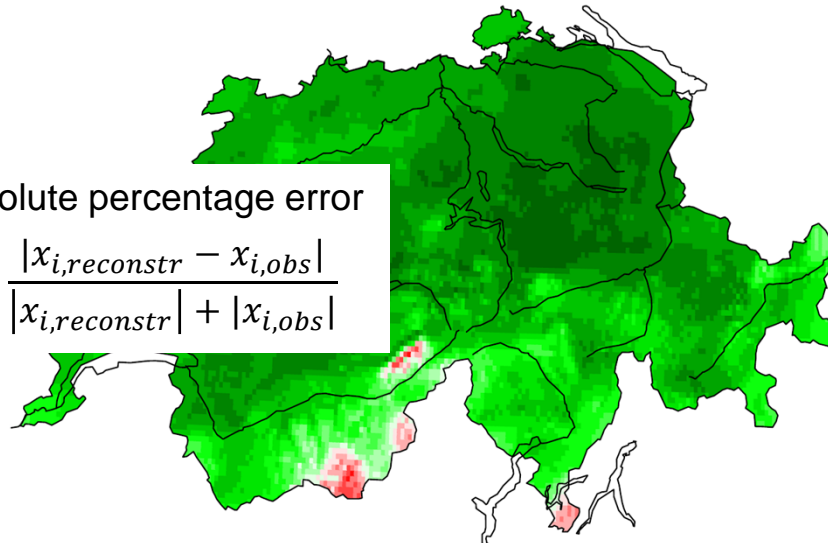 olute percentage error
|x_{i,reconstr} − x_{i,obs}|
|x_{i,reconstr}| + |x_{i,obs}|